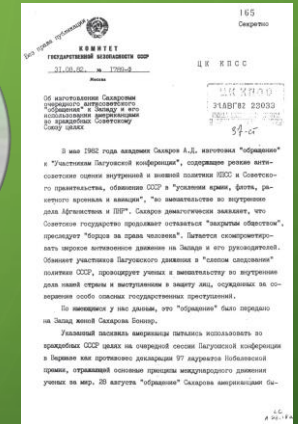 165
Секретно
Без права публикации
КОМИТЕТ
ГОСУДАРСТВЕННОЙ БЕЗОПАСНОСТИ СССР
ЦК КПСС
31.08.82. № 1788-
Москва
Об изготовлении Сахаровым
очередного антисоветского
"обращения" к Западу и его
использовании американцами
во враждебных Советскому
Союзу целях
31АВГ82 23033
В мае 1982 года академик Сахаров А.Д. изготовил "обращение"
к "Участникам Пагуошской конференции", содержащее резкие анти-
советские оценки внутренней и внешней политики КПСС и Советско-
го правительства, обвинение СССР в "усилении армии, флота, ра-
кетного арсенала и авиации", "во вмешательстве во внутренние
дела Афганистана и ПНР". Сахаров демагогически заявляет, что
Советское государство продолжает оставаться "закрытым обществом",
преследует "борцов за права человека". Пытается скомпрометиро-
вать широкое антивоенное движение на Западе и его руководителей.
Обвиняет участников Пагуошского движения в "слепом следовании"
политике СССР, провоцирует ученых к вмешательству во внутренние
дела нашей страны и выступлениям в защиту лиц, осужденных за со-
вершение особо опасных государственных преступлений.
По имеющимся у нас данным, это "обращение" было передано
на Запад женой Сахарова Боннер.
Указанный пасквиль американцы пытались использовать во
враждебных СССР целях на очередной сессии Пагуошской конференции
в Варшаве как противовес декларации 97 лауреатов Нобелевской
премии, отражающей основные принципы международного движения
ученых за мир. 28 августа "обращение" Сахарова американцами бы-